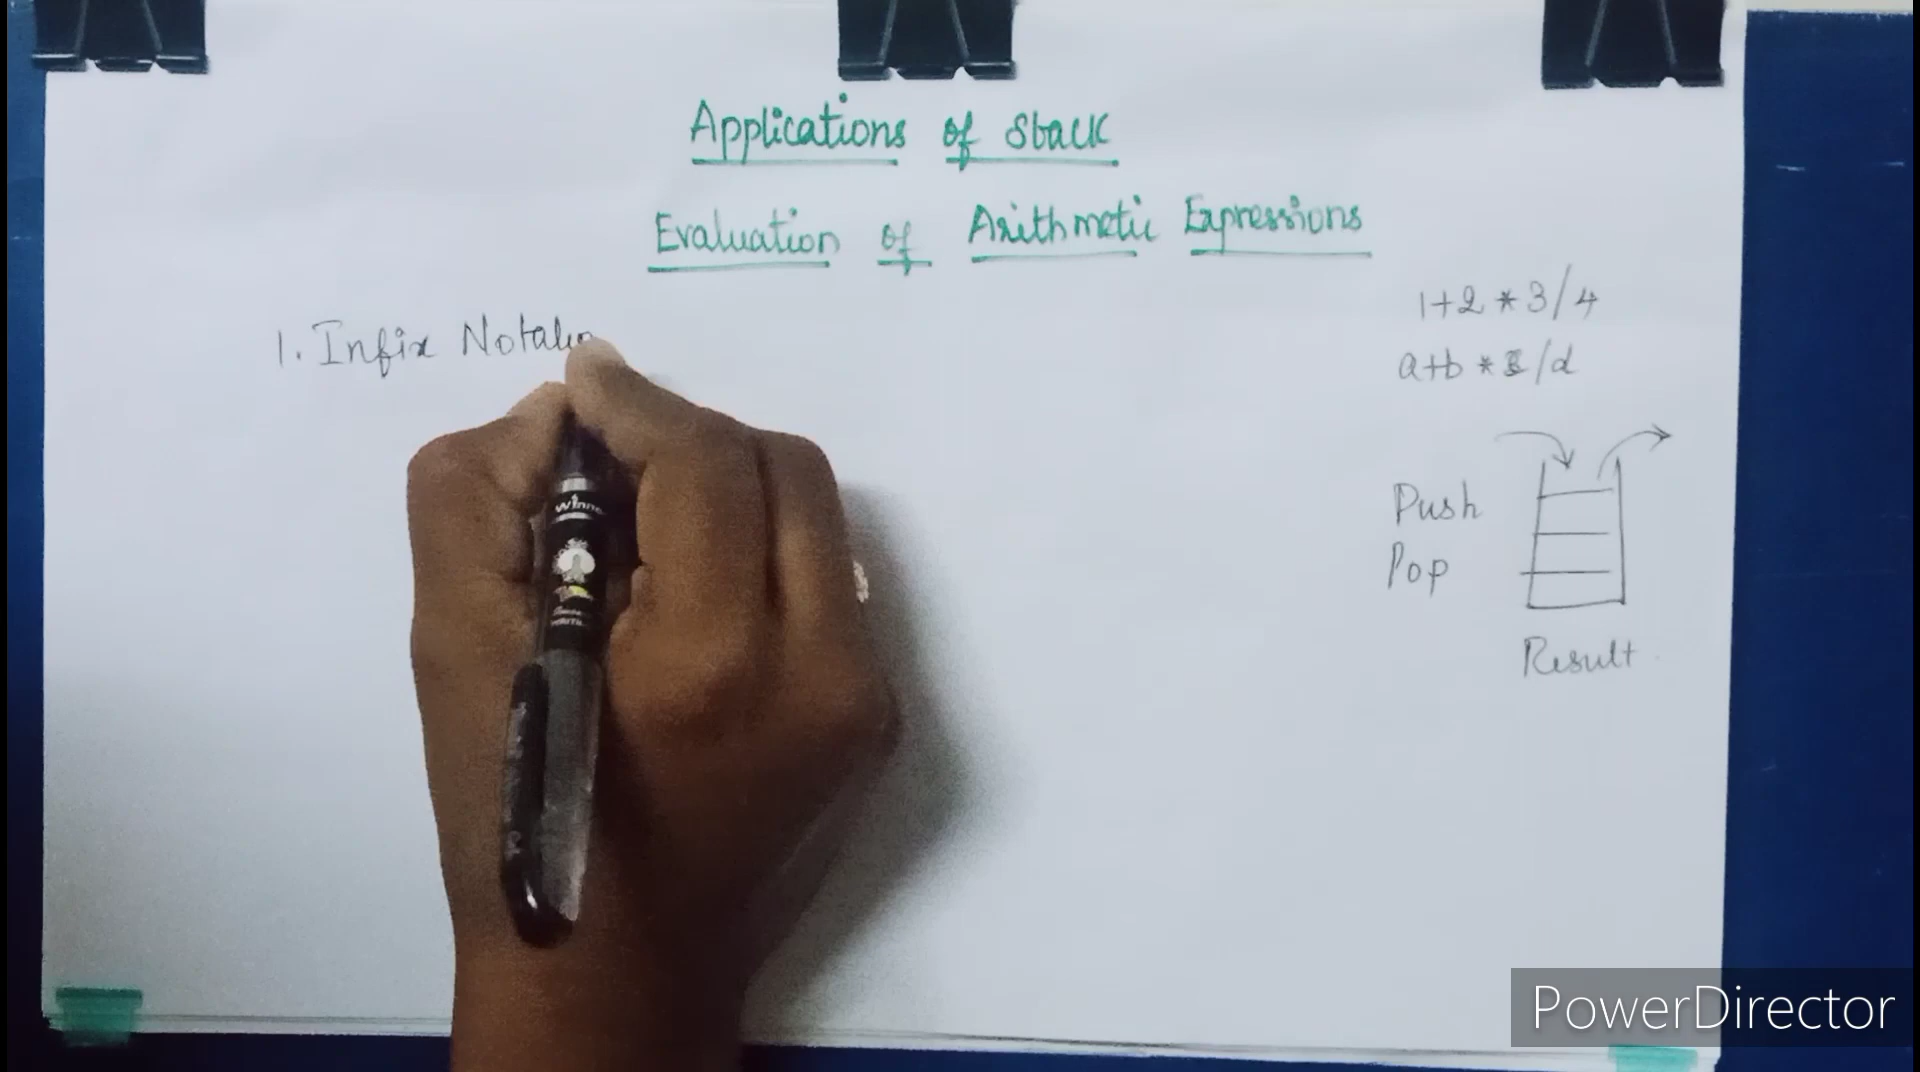 Applications of Stack
Evaluation of Arithmetic Expressions
1+2 * 3/4
1. Infix Notatio
a+b * /d
Push
Pop
Result
PowerDirector